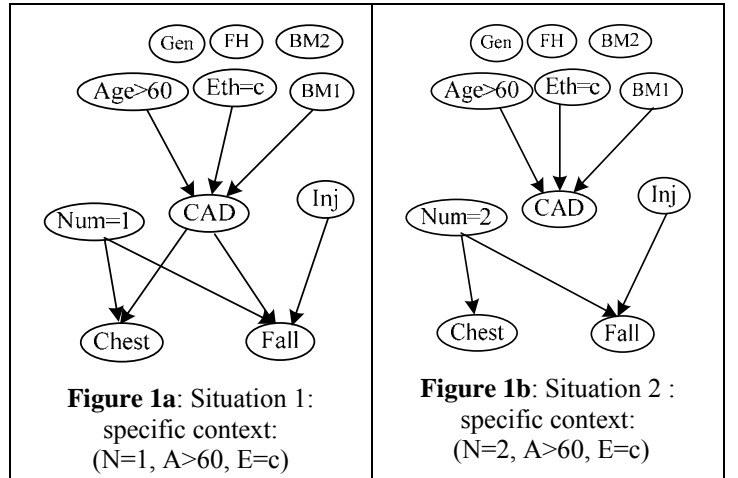 Gen FH BM2
Age>60 Eth=c BM1
Num=1 CAD Inj
Chest Fall
Figure 1a: Situation 1:
specific context:
(N=1, A>60, E=c)
Gen FH BM2
Age>60 Eth=c BM1
Num=2 CAD Inj
Chest Fall
Figure 1b: Situation 2 :
specific context:
(N=2, A>60, E=c)